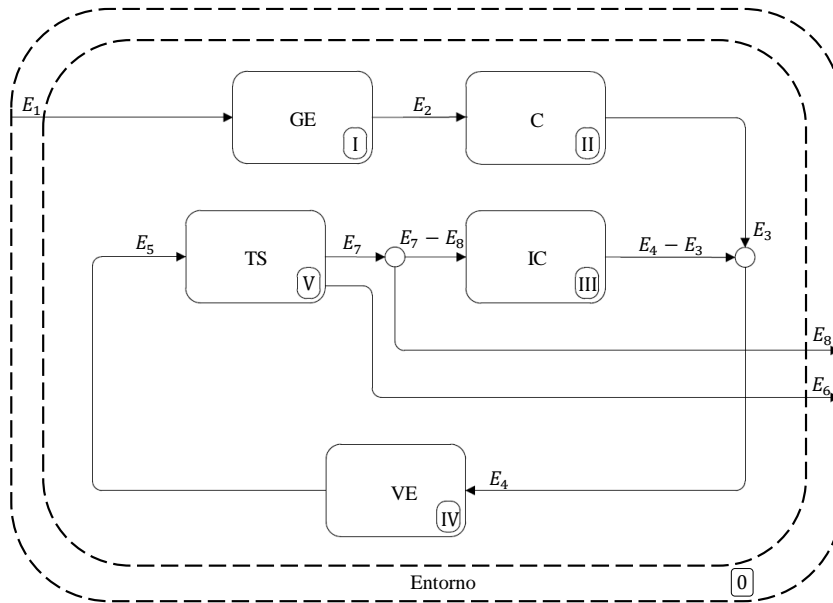 E₁
GE
I
E₂
C
II
E₃
E₅
TS
V
E₇
E₇ − E₈
IC
III
E₄ − E₃
E₈
E₆
VE
IV
E₄
Entorno
0